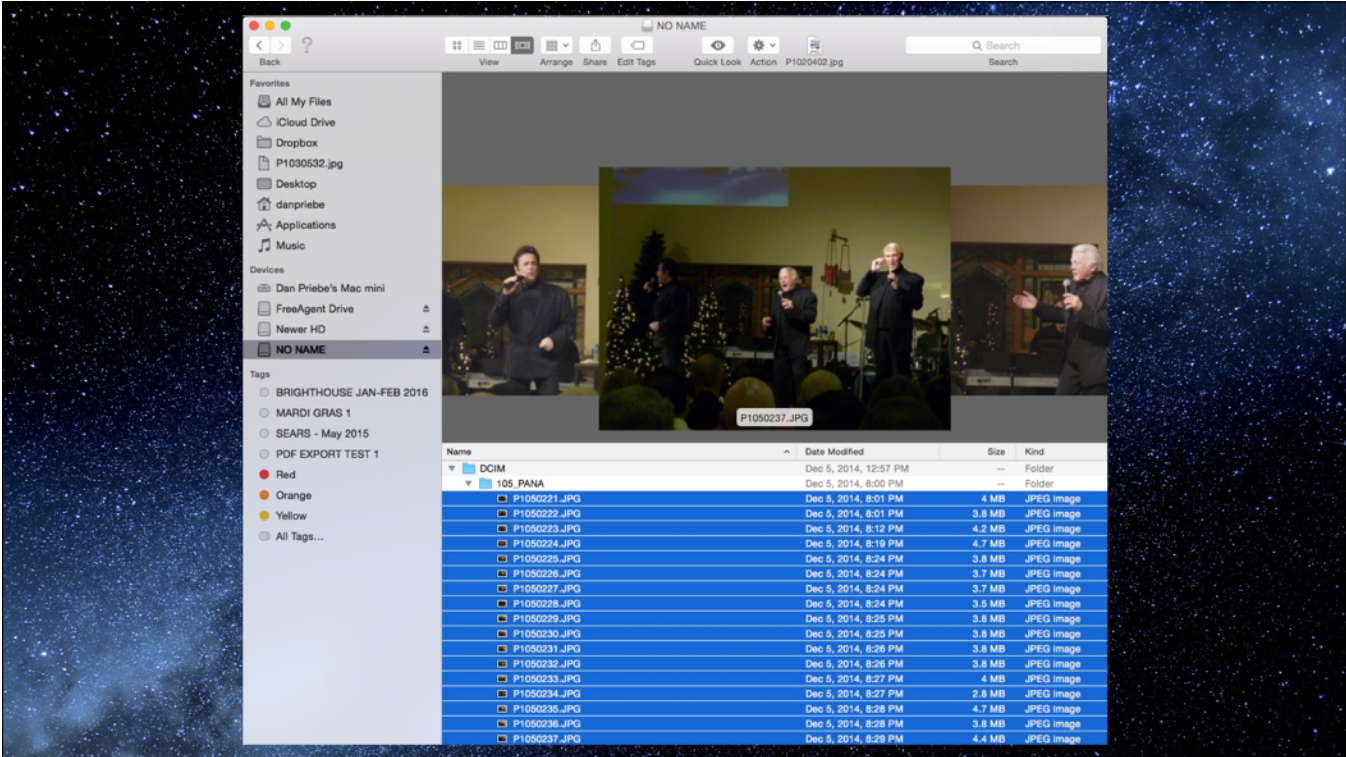 NO NAME
?
Back
View
Arrange
Share
Edit Tags
Quick Look
Action
P1020402.jpg
Search
Search
Favorites
All My Files
iCloud Drive
Dropbox
P1030532.jpg
Desktop
danpriebe
Applications
Music
Devices
Dan Priebe's Mac mini
FreeAgent Drive
Newer HD
NO NAME
Tags
BRIGHTHOUSE JAN-FEB 2016
MARDI GRAS 1
SEARS - May 2015
PDF EXPORT TEST 1
Red
Orange
Yellow
All Tags...
P1050237.JPG
Name Date Modified Size Kind
DCIM Dec 5, 2014, 12:57 PM -- Folder
105_PANA Dec 5, 2014, 8:00 PM -- Folder
P1050221.JPG Dec 5, 2014, 8:01 PM 4 MB JPEG image
P1050222.JPG Dec 5, 2014, 8:01 PM 3.8 MB JPEG image
P1050223.JPG Dec 5, 2014, 8:12 PM 4.2 MB JPEG image
P1050224.JPG Dec 5, 2014, 8:19 PM 4.7 MB JPEG image
P1050225.JPG Dec 5, 2014, 8:24 PM 3.8 MB JPEG image
P1050226.JPG Dec 5, 2014, 8:24 PM 3.7 MB JPEG image
P1050227.JPG Dec 5, 2014, 8:24 PM 3.7 MB JPEG image
P1050228.JPG Dec 5, 2014, 8:24 PM 3.5 MB JPEG image
P1050229.JPG Dec 5, 2014, 8:25 PM 3.8 MB JPEG image
P1050230.JPG Dec 5, 2014, 8:25 PM 3.8 MB JPEG image
P1050231.JPG Dec 5, 2014, 8:26 PM 3.8 MB JPEG image
P1050232.JPG Dec 5, 2014, 8:26 PM 3.8 MB JPEG image
P1050233.JPG Dec 5, 2014, 8:27 PM 4 MB JPEG image
P1050234.JPG Dec 5, 2014, 8:27 PM 2.8 MB JPEG image
P1050235.JPG Dec 5, 2014, 8:28 PM 4.7 MB JPEG image
P1050236.JPG Dec 5, 2014, 8:28 PM 3.8 MB JPEG image
P1050237.JPG Dec 5, 2014, 8:29 PM 4.4 MB JPEG image